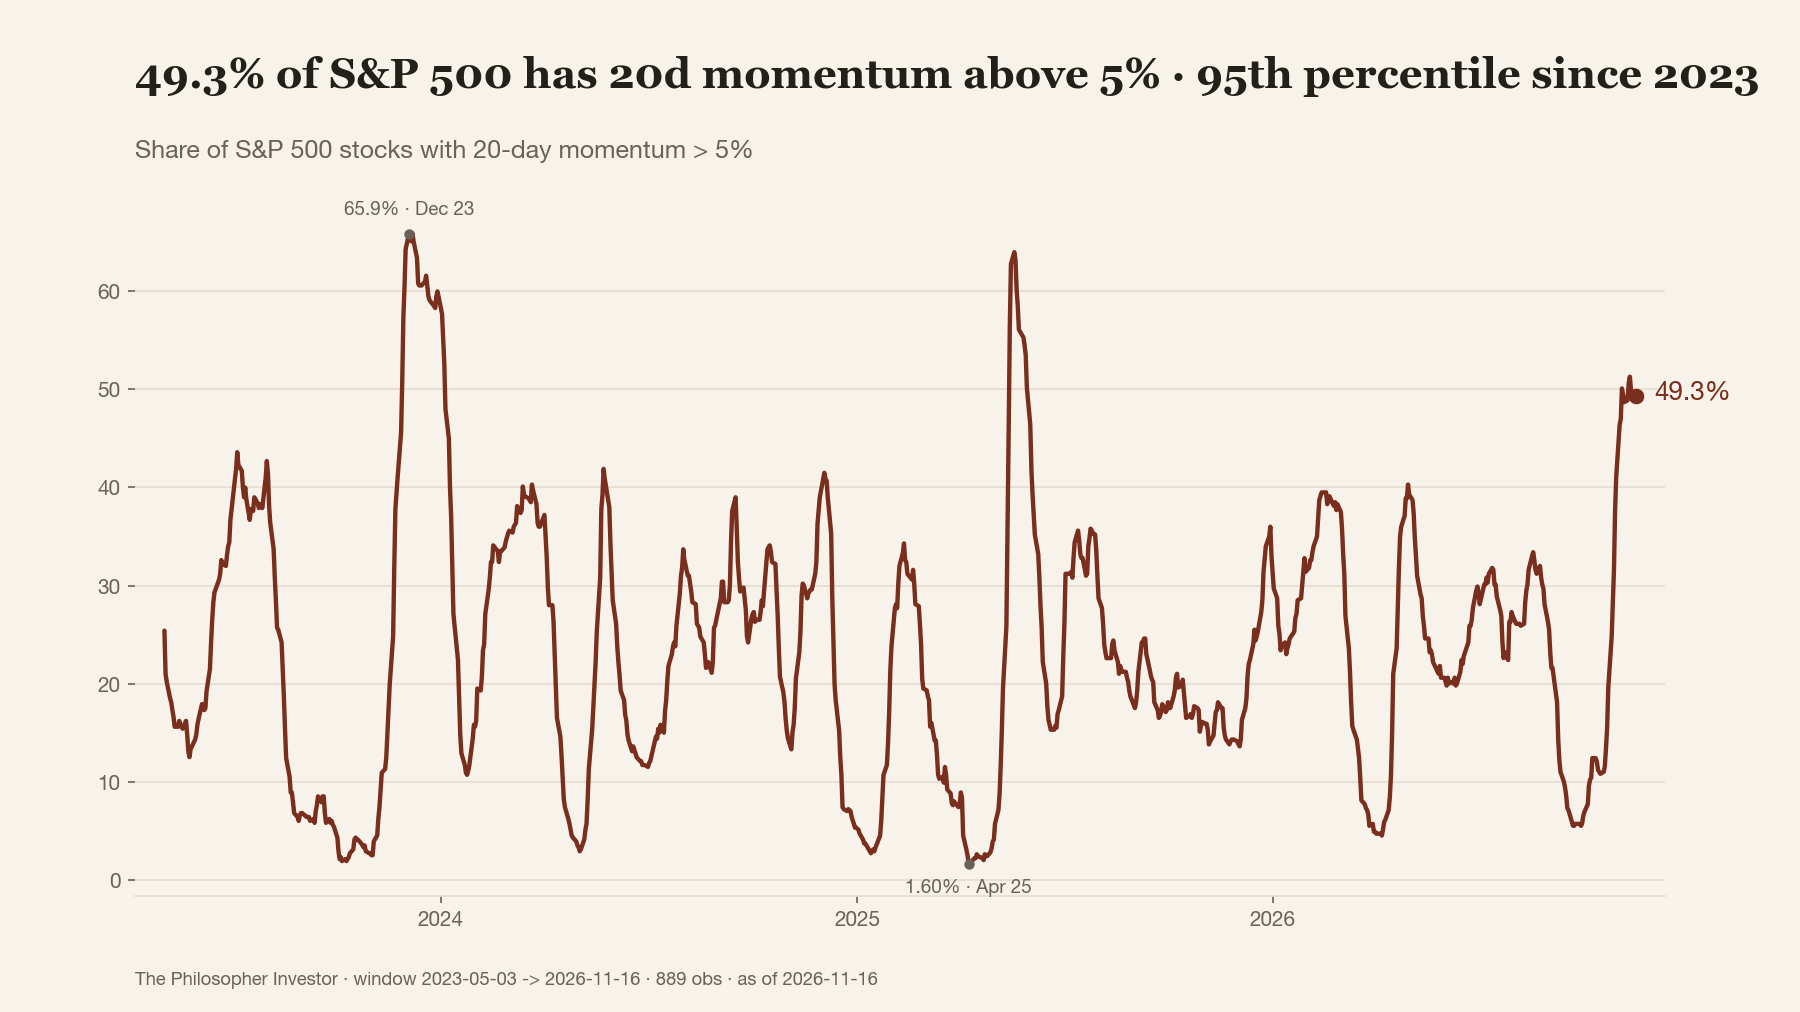 49.3% of S&P 500 has 20d momentum above 5% · 95th percentile since 2023
Share of S&P 500 stocks with 20-day momentum > 5%
65.9% · Dec 23
60
50
49.3%
40
30
20
10
0
1.60% · Apr 25
2024
2025
2026
The Philosopher Investor · window 2023-05-03 -> 2026-11-16 · 889 obs · as of 2026-11-16